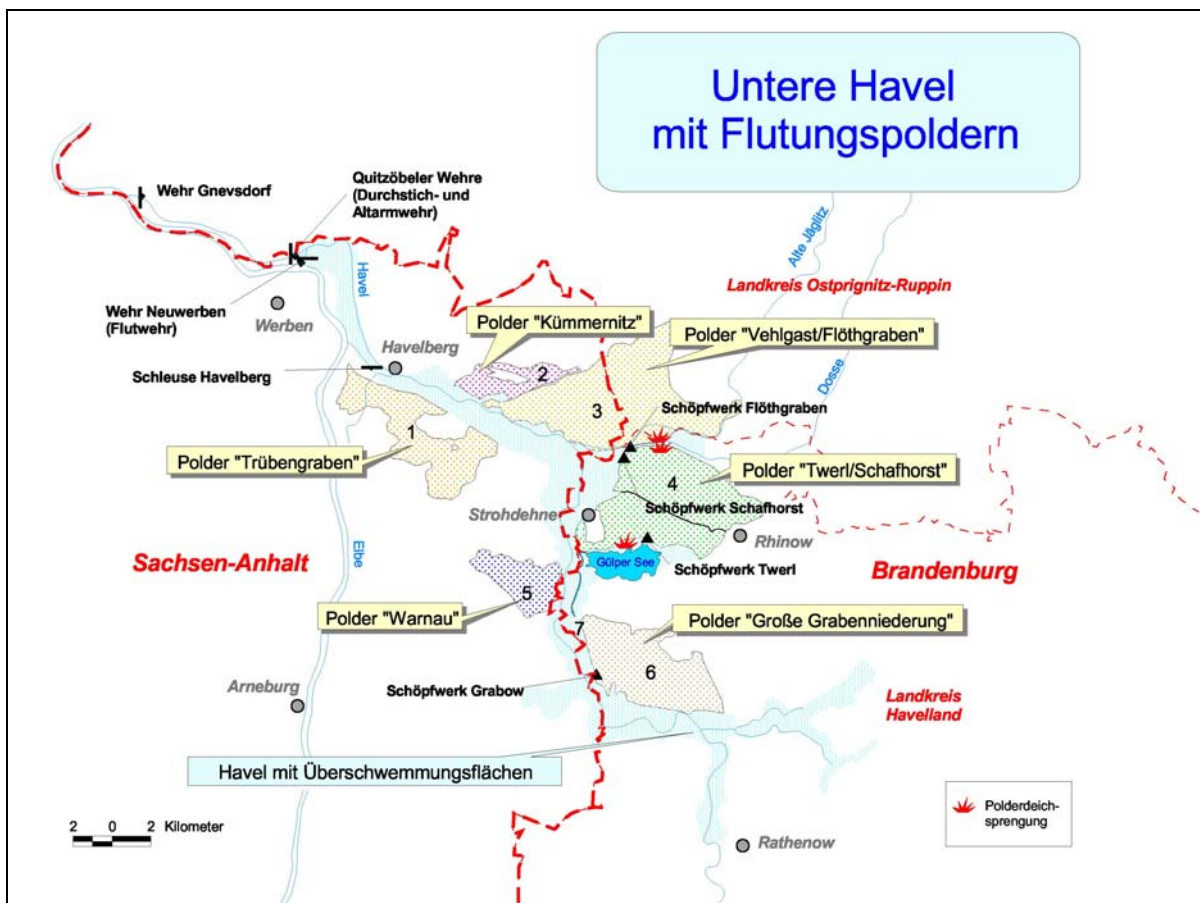 Untere Havel
mit Flutungspoldern
Quitzöbeler Wehre
(Durchstich- und
Altarmwehr)
Wehr Gnevsdorf
Alte Jäglitz
Havel
Landkreis Ostprignitz-Ruppin
Wehr Neuwerben
(Flutwehr)
Werben
Polder "Kümmernitz"
Polder "Vehlgast/Flöthgraben"
Havelberg
Dosse
Schleuse Havelberg
2
3
Schöpfwerk Flöthgraben
1
Polder "Trübengraben"
Polder "Twerl/Schafhorst"
4
Schöpfwerk Schafhorst
Strohdehne
Rhinow
Elbe
Sachsen-Anhalt
Gülper See
Schöpfwerk Twerl
Brandenburg
5
Polder "Warnau"
Polder "Große Grabenniederung"
7
6
Schöpfwerk Grabow
Arneburg
Landkreis
Havelland
Havel mit Überschwemmungsflächen
Polderdeich-
sprengung
2 0 2 Kilometer
Rathenow